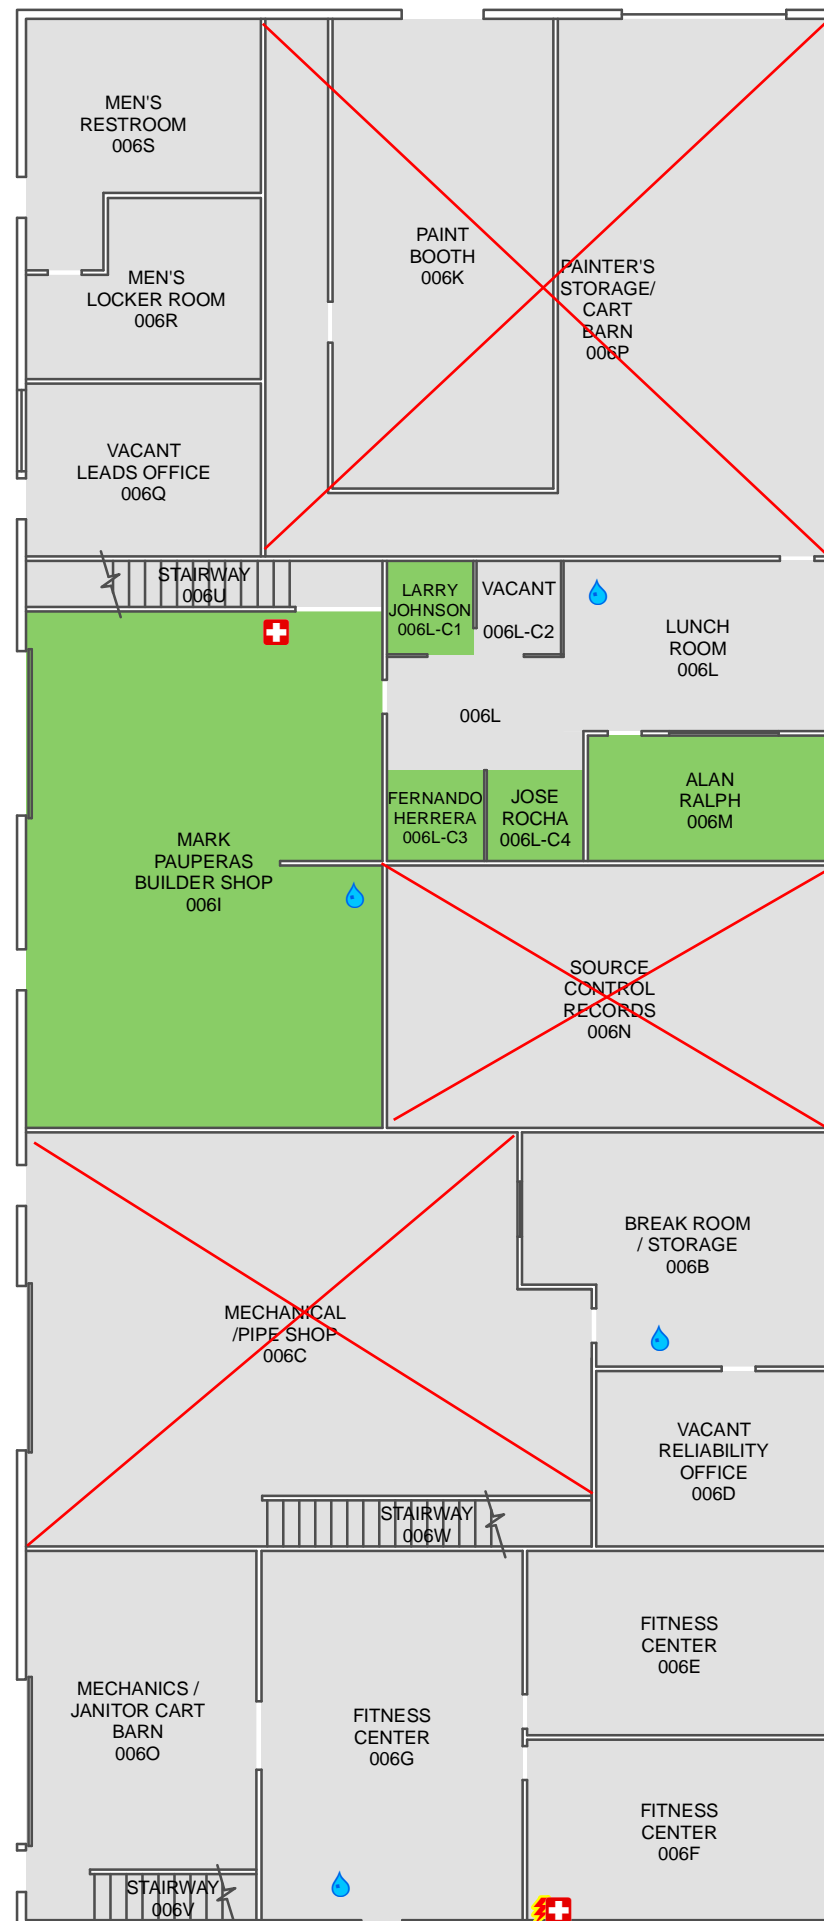 MEN'S
RESTROOM
006S
MEN'S
LOCKER ROOM
006R
PAINT
BOOTH
006K
PAINTER'S
STORAGE/
CART
BARN
006P
VACANT
LEADS OFFICE
006Q
STAIRWAY
006U
LARRY
JOHNSON
006L-C1
VACANT
006L-C2
LUNCH
ROOM
006L
006L
FERNANDO
HERRERA
006L-C3
JOSE
ROCHA
006L-C4
ALAN
RALPH
006M
MARK
PAUPERAS
BUILDER SHOP
006I
SOURCE
CONTROL
RECORDS
006N
BREAK ROOM
/ STORAGE
006B
MECHANICAL
/PIPE SHOP
006C
VACANT
RELIABILITY
OFFICE
006D
STAIRWAY
006W
FITNESS
CENTER
006E
MECHANICS /
JANITOR CART
BARN
006O
FITNESS
CENTER
006G
FITNESS
CENTER
006F
STAIRWAY
006V